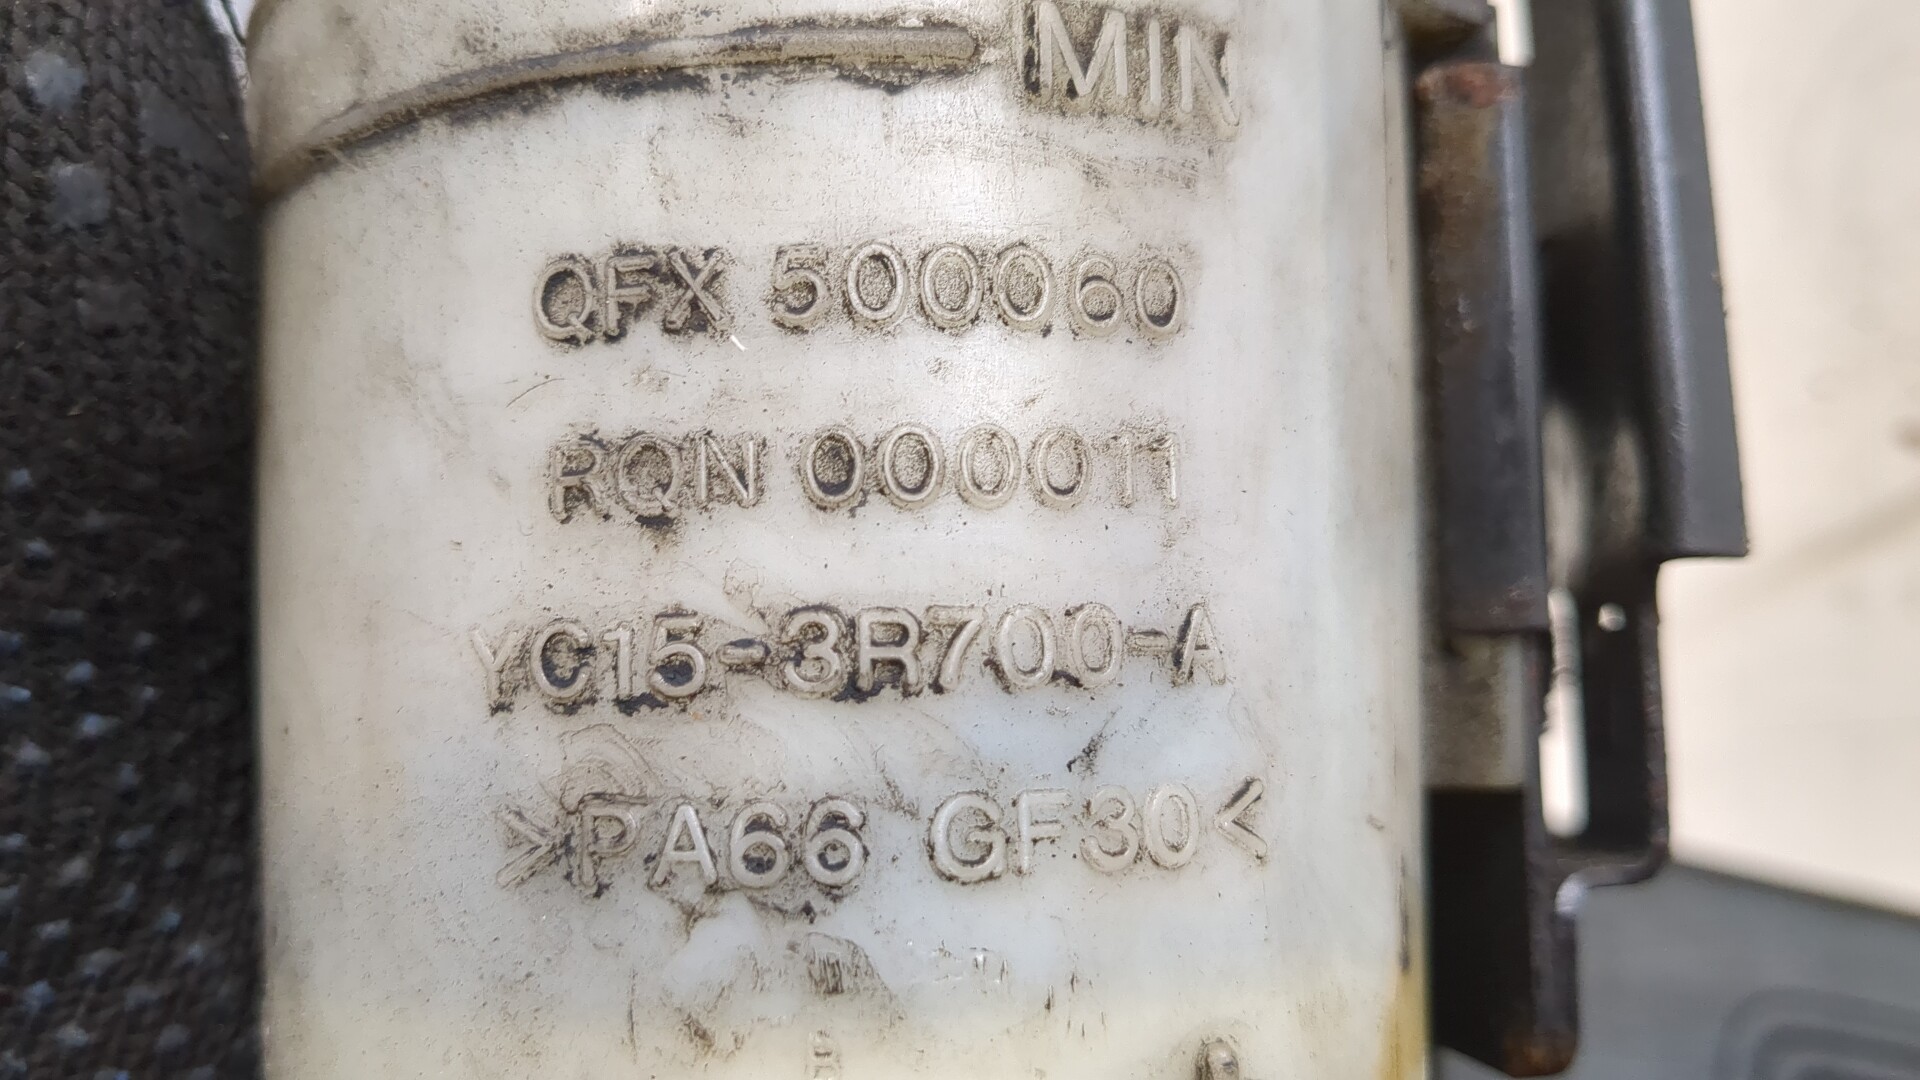 MIN
QFX 500060
RQN 000011
YC15-3R700-A
>PA66 GF30<